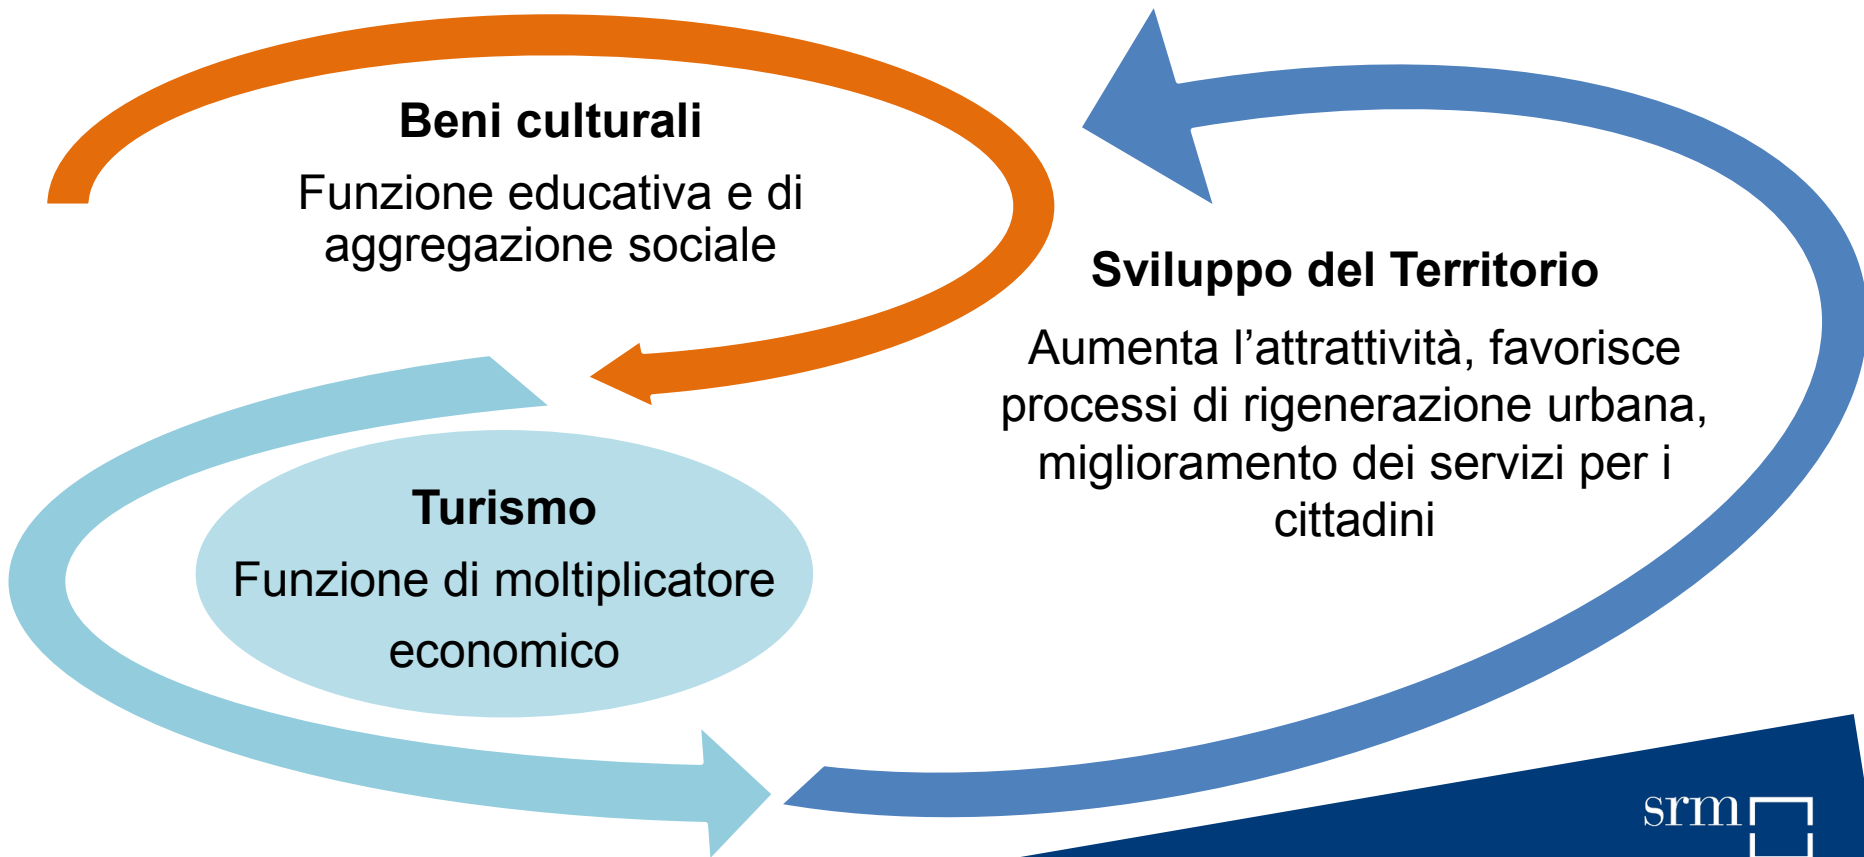 Beni culturali
Funzione educativa e di
aggregazione sociale
Sviluppo del Territorio
Aumenta l’attrattività, favorisce
processi di rigenerazione urbana,
miglioramento dei servizi per i
cittadini
Turismo
Funzione di moltiplicatore
economico
srm